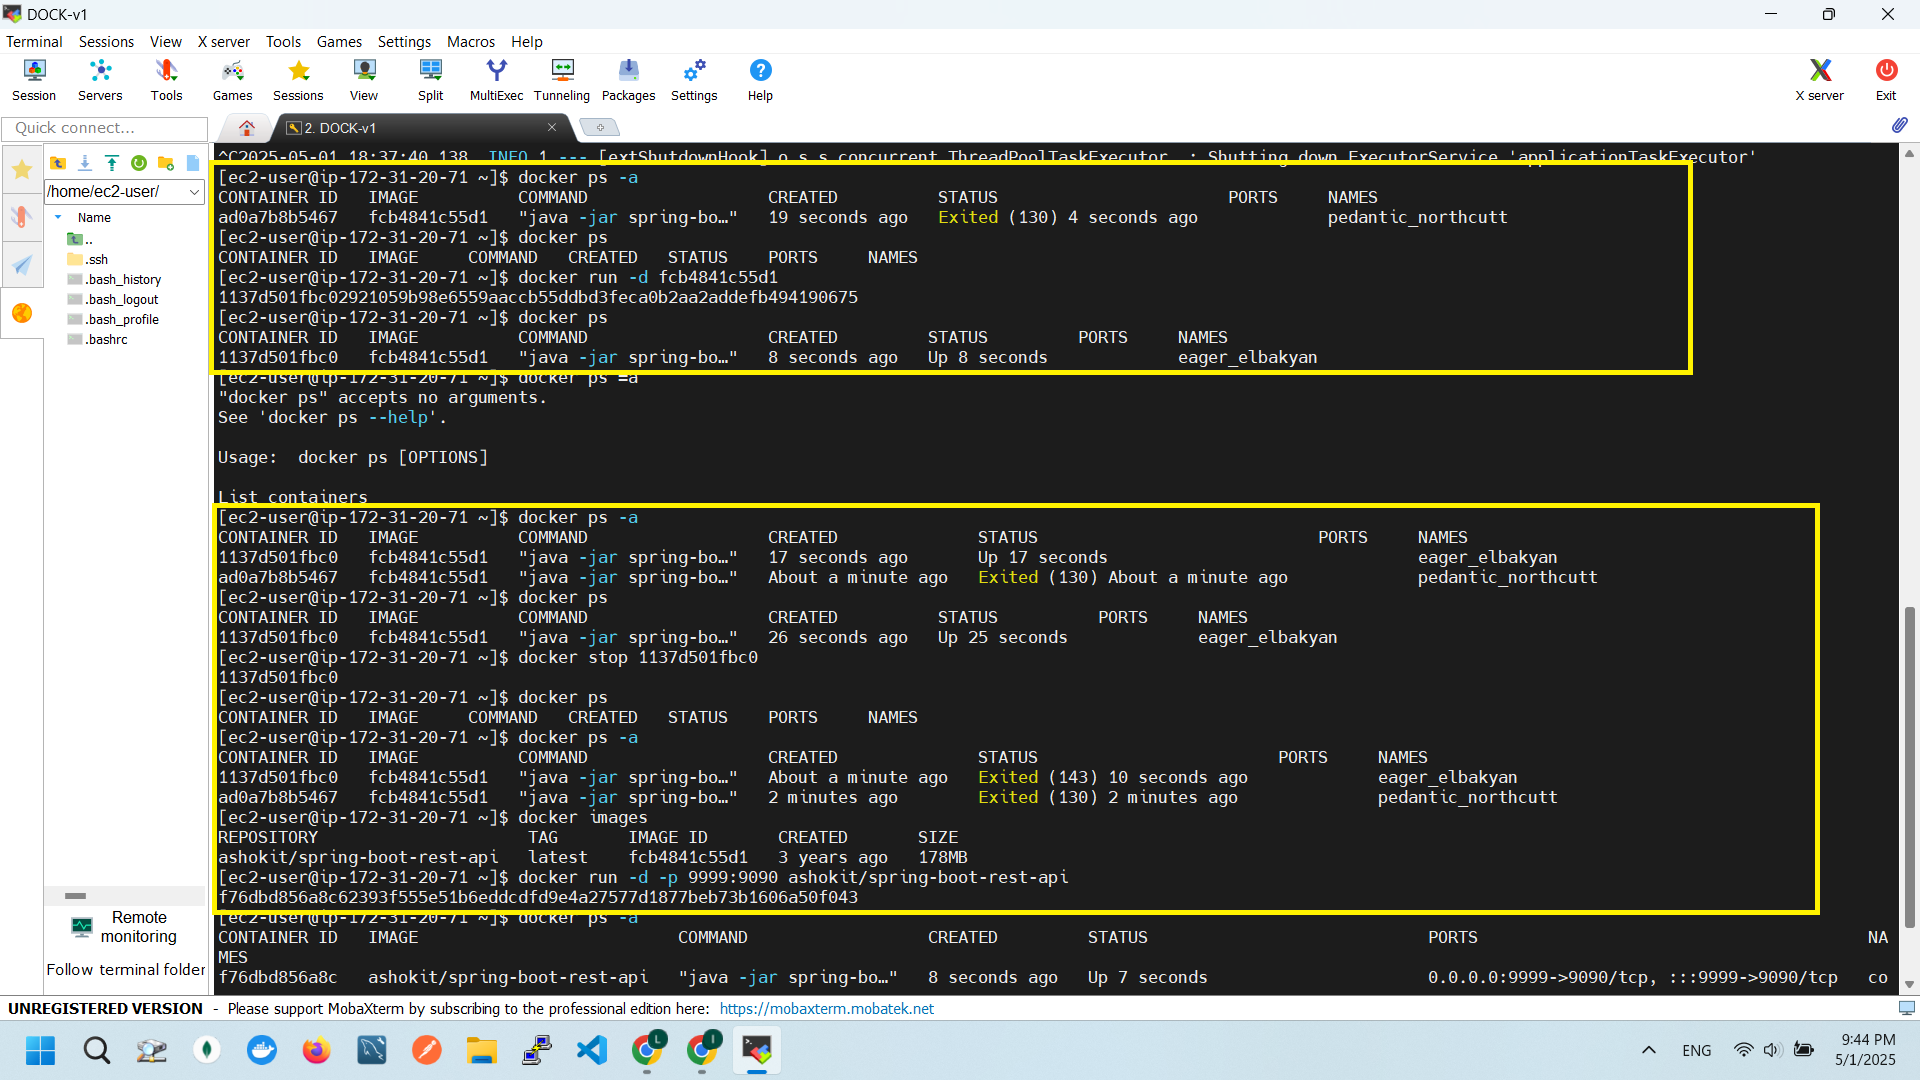 DOCK-v1
Terminal Sessions View X server Tools Games Settings Macros Help
Session Servers Tools Games Sessions View Split MultiExec Tunneling Packages Settings Help X server Exit
Quick connect...
2. DOCK-v1
/home/ec2-user/
Name
..
.ssh
.bash_history
.bash_logout
.bash_profile
.bashrc
Remote
monitoring
Follow terminal folder
^C2025-05-01 18:37:40.138  INFO 1 --- [extShutdownHook] o.s.s.concurrent.ThreadPoolTaskExecutor  : Shutting down ExecutorService 'applicationTaskExecutor'
[ec2-user@ip-172-31-20-71 ~]$ docker ps -a
CONTAINER ID   IMAGE          COMMAND                  CREATED          STATUS                       PORTS     NAMES
ad0a7b8b5467   fcb4841c55d1   "java -jar spring-bo…"   19 seconds ago   Exited (130) 4 seconds ago             pedantic_northcutt
[ec2-user@ip-172-31-20-71 ~]$ docker ps
CONTAINER ID   IMAGE     COMMAND   CREATED   STATUS    PORTS     NAMES
[ec2-user@ip-172-31-20-71 ~]$ docker run -d fcb4841c55d1
1137d501fbc02921059b98e6559aaccb55ddbd3feca0b2aa2addefb494190675
[ec2-user@ip-172-31-20-71 ~]$ docker ps
CONTAINER ID   IMAGE          COMMAND                  CREATED         STATUS         PORTS     NAMES
1137d501fbc0   fcb4841c55d1   "java -jar spring-bo…"   8 seconds ago   Up 8 seconds             eager_elbakyan
[ec2-user@ip-172-31-20-71 ~]$ docker ps =a
"docker ps" accepts no arguments.
See 'docker ps --help'.
Usage:  docker ps [OPTIONS]
List containers
[ec2-user@ip-172-31-20-71 ~]$ docker ps -a
CONTAINER ID   IMAGE          COMMAND                  CREATED              STATUS                            PORTS     NAMES
1137d501fbc0   fcb4841c55d1   "java -jar spring-bo…"   17 seconds ago       Up 17 seconds                               eager_elbakyan
ad0a7b8b5467   fcb4841c55d1   "java -jar spring-bo…"   About a minute ago   Exited (130) About a minute ago             pedantic_northcutt
[ec2-user@ip-172-31-20-71 ~]$ docker ps
CONTAINER ID   IMAGE          COMMAND                  CREATED          STATUS          PORTS     NAMES
1137d501fbc0   fcb4841c55d1   "java -jar spring-bo…"   26 seconds ago   Up 25 seconds             eager_elbakyan
[ec2-user@ip-172-31-20-71 ~]$ docker stop 1137d501fbc0
1137d501fbc0
[ec2-user@ip-172-31-20-71 ~]$ docker ps
CONTAINER ID   IMAGE     COMMAND   CREATED   STATUS    PORTS     NAMES
[ec2-user@ip-172-31-20-71 ~]$ docker ps -a
CONTAINER ID   IMAGE          COMMAND                  CREATED              STATUS                        PORTS     NAMES
1137d501fbc0   fcb4841c55d1   "java -jar spring-bo…"   About a minute ago   Exited (143) 10 seconds ago             eager_elbakyan
ad0a7b8b5467   fcb4841c55d1   "java -jar spring-bo…"   2 minutes ago        Exited (130) 2 minutes ago              pedantic_northcutt
[ec2-user@ip-172-31-20-71 ~]$ docker images
REPOSITORY                     TAG       IMAGE ID       CREATED       SIZE
ashokit/spring-boot-rest-api   latest    fcb4841c55d1   3 years ago   178MB
[ec2-user@ip-172-31-20-71 ~]$ docker run -d -p 9999:9090 ashokit/spring-boot-rest-api
f76dbd856a8c62393f555e51b6eddcdfd9e4a27577d1877beb73b1606a50f043
[ec2-user@ip-172-31-20-71 ~]$ docker ps -a
CONTAINER ID   IMAGE                          COMMAND                  CREATED         STATUS                            PORTS                                       NA
MES
f76dbd856a8c   ashokit/spring-boot-rest-api   "java -jar spring-bo…"   8 seconds ago   Up 7 seconds                      0.0.0.0:9999->9090/tcp, :::9999->9090/tcp   co
UNREGISTERED VERSION - Please support MobaXterm by subscribing to the professional edition here: https://mobaxterm.mobatek.net
L
I
ENG
9:44 PM
5/1/2025